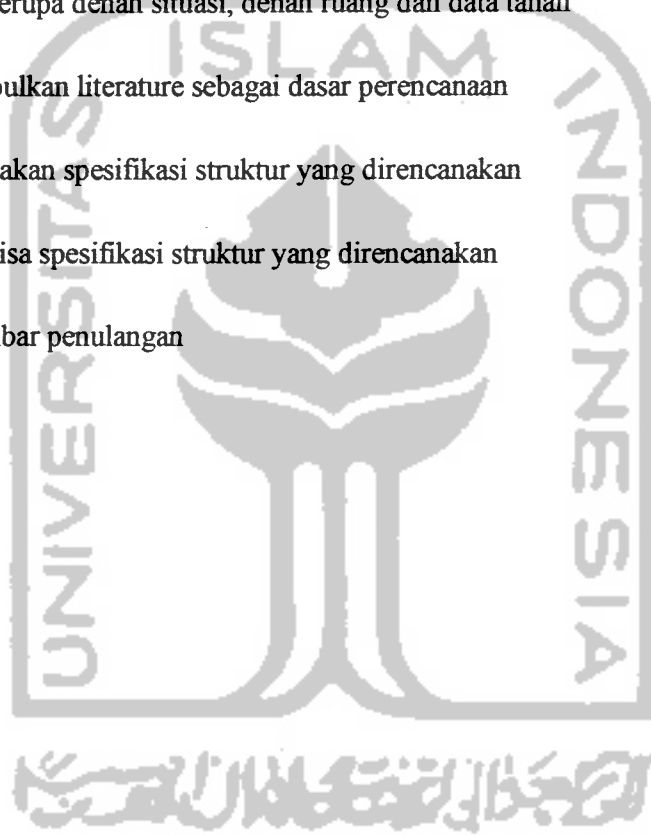 erupa denah situasi, denah ruang dan data tanah
ISLAM
pulkan literature sebagai dasar perencanaan
akan spesifikasi struktur yang direncanakan
isa spesifikasi struktur yang direncanakan
bar penulangan
UNIVERSITAS
INDONESIA